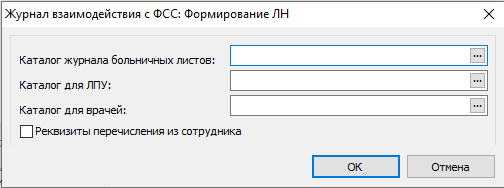 Журнал взаимодействия с ФСС: Формирование ЛН
Каталог журнала больничных листов:
Каталог для ЛПУ:
Каталог для врачей:
Реквизиты перечисления из сотрудника
ОК
Отмена